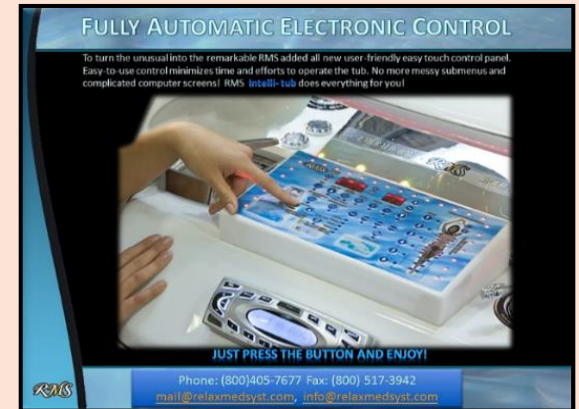 FULLY AUTOMATIC ELECTRONIC CONTROL
To turn the unusual into the remarkable RMS added all new user-friendly easy touch control panel.
Easy-to-use control minimizes time and efforts to operate the tub. No more messy submenus and
complicated computer screens! RMS Intelli-tub does everything for you!
RMS
JUST PRESS THE BUTTON AND ENJOY!
Phone: (800)405-7677 Fax: (800) 517-3942
mail@relaxmedsyst.com, info@relaxmedsyst.com
RMS